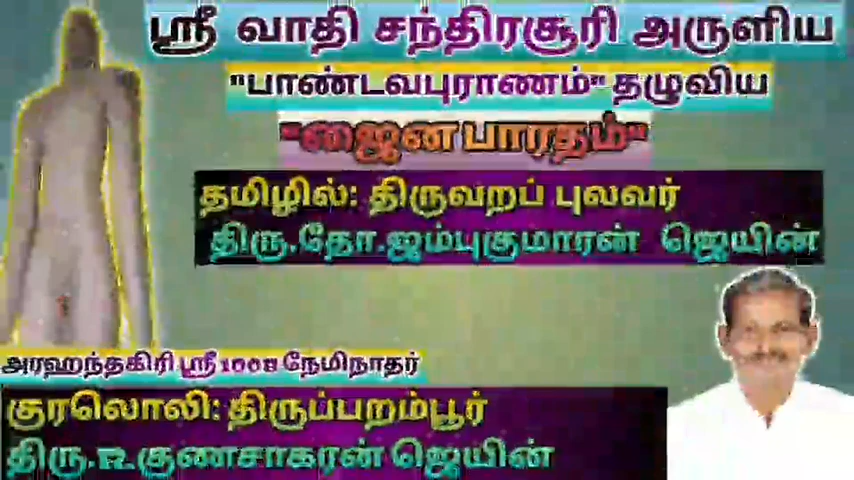 ஸ்ரீ வாதி சந்திரசூரி அருளிய
"பாண்டவபுராணம்" தழுவிய
"ஜைன பாரதம்"
தமிழில்: திருவறப் புலவர்
திரு.தோ.ஜம்புகுமாரன் ஜெயின்
அரஹந்தகிரி ஸ்ரீ 1008 நேமிநாதர்
குரலொலி: திருப்பறம்பூர்
திரு.R.குணசாகரன் ஜெயின்